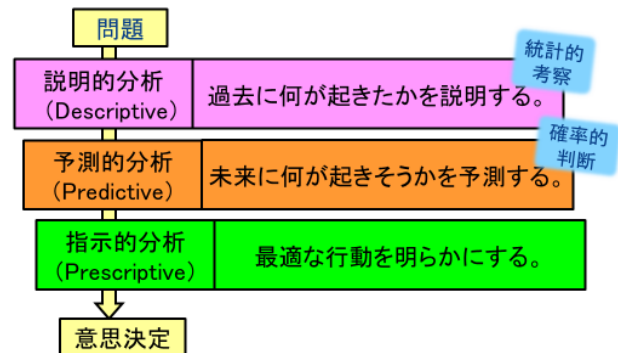 問題
統計的
考察
説明的分析
（Descriptive）
過去に何が起きたかを説明する。
確率的
判断
予測的分析
（Predictive）
未来に何が起きそうかを予測する。
指示的分析
（Prescriptive）
最適な行動を明らかにする。
意思決定